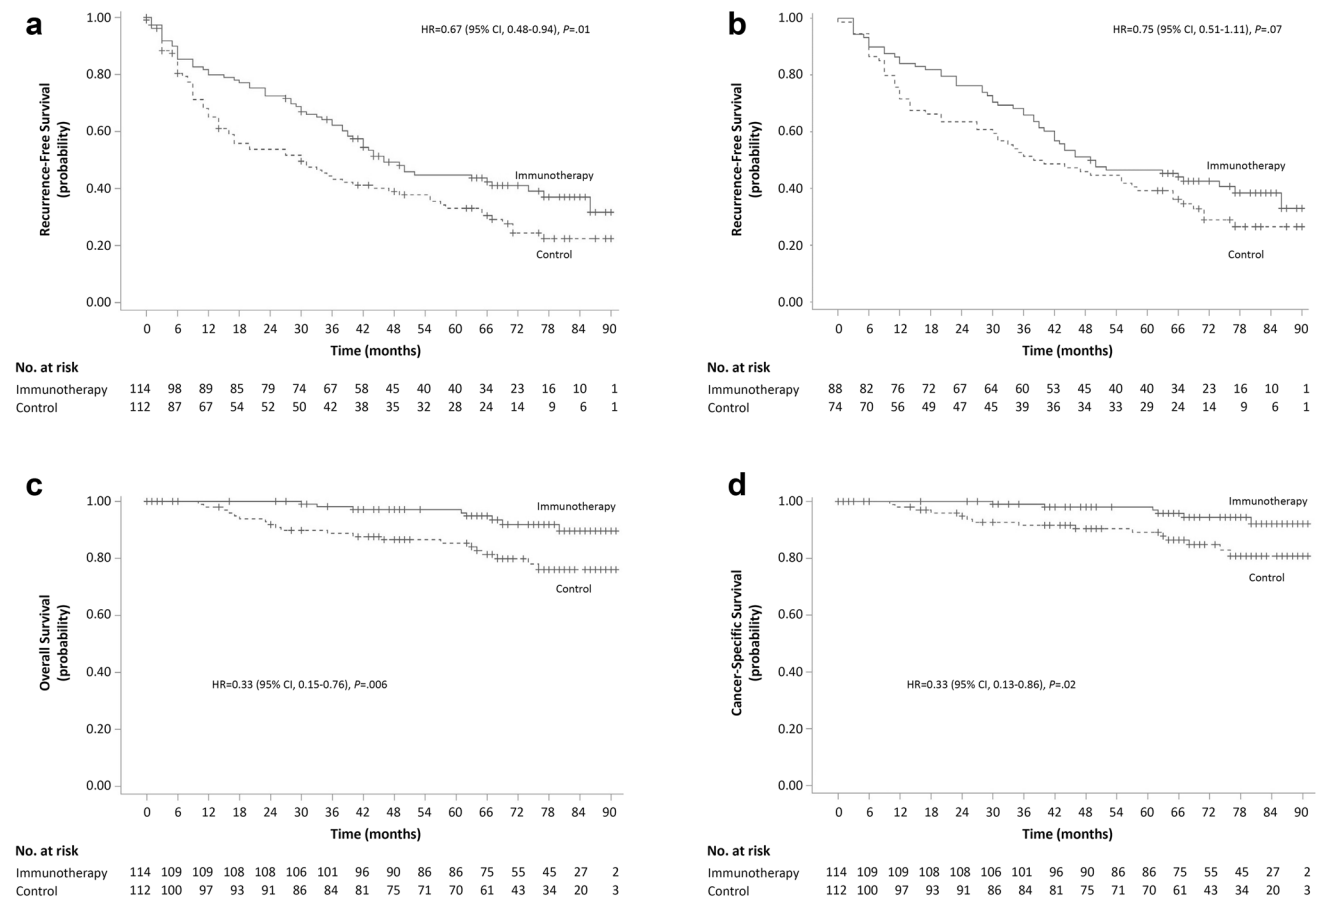 a
HR=0.67 (95% CI, 0.48-0.94), P=.01
Recurrence-Free Survival
(probability)
1.00
0.80
0.60
0.40
0.20
0.00
Immunotherapy
Control
0 6 12 18 24 30 36 42 48 54 60 66 72 78 84 90
Time (months)
No. at risk
Immunotherapy 114 98 89 85 79 74 67 58 45 40 40 34 23 16 10 1
Control 112 87 67 54 52 50 42 38 35 32 28 24 14 9 6 1
b
HR=0.75 (95% CI, 0.51-1.11), P=.07
Recurrence-Free Survival
(probability)
1.00
0.80
0.60
0.40
0.20
0.00
Immunotherapy
Control
0 6 12 18 24 30 36 42 48 54 60 66 72 78 84 90
Time (months)
No. at risk
Immunotherapy 88 82 76 72 67 64 60 53 45 40 40 34 23 16 10 1
Control 74 70 56 49 47 45 39 36 34 33 29 24 14 9 6 1
c
Overall Survival
(probability)
1.00
0.80
0.60
0.40
0.20
0.00
Immunotherapy
Control
HR=0.33 (95% CI, 0.15-0.76), P=.006
0 6 12 18 24 30 36 42 48 54 60 66 72 78 84 90
Time (months)
No. at risk
Immunotherapy 114 109 109 108 108 106 101 96 90 86 86 75 55 45 27 2
Control 112 100 97 93 91 86 84 81 75 71 70 61 43 34 20 3
d
Cancer-Specific Survival
(probability)
1.00
0.80
0.60
0.40
0.20
0.00
Immunotherapy
Control
HR=0.33 (95% CI, 0.13-0.86), P=.02
0 6 12 18 24 30 36 42 48 54 60 66 72 78 84 90
Time (months)
No. at risk
Immunotherapy 114 109 109 108 108 106 101 96 90 86 86 75 55 45 27 2
Control 112 100 97 93 91 86 84 81 75 71 70 61 43 34 20 3